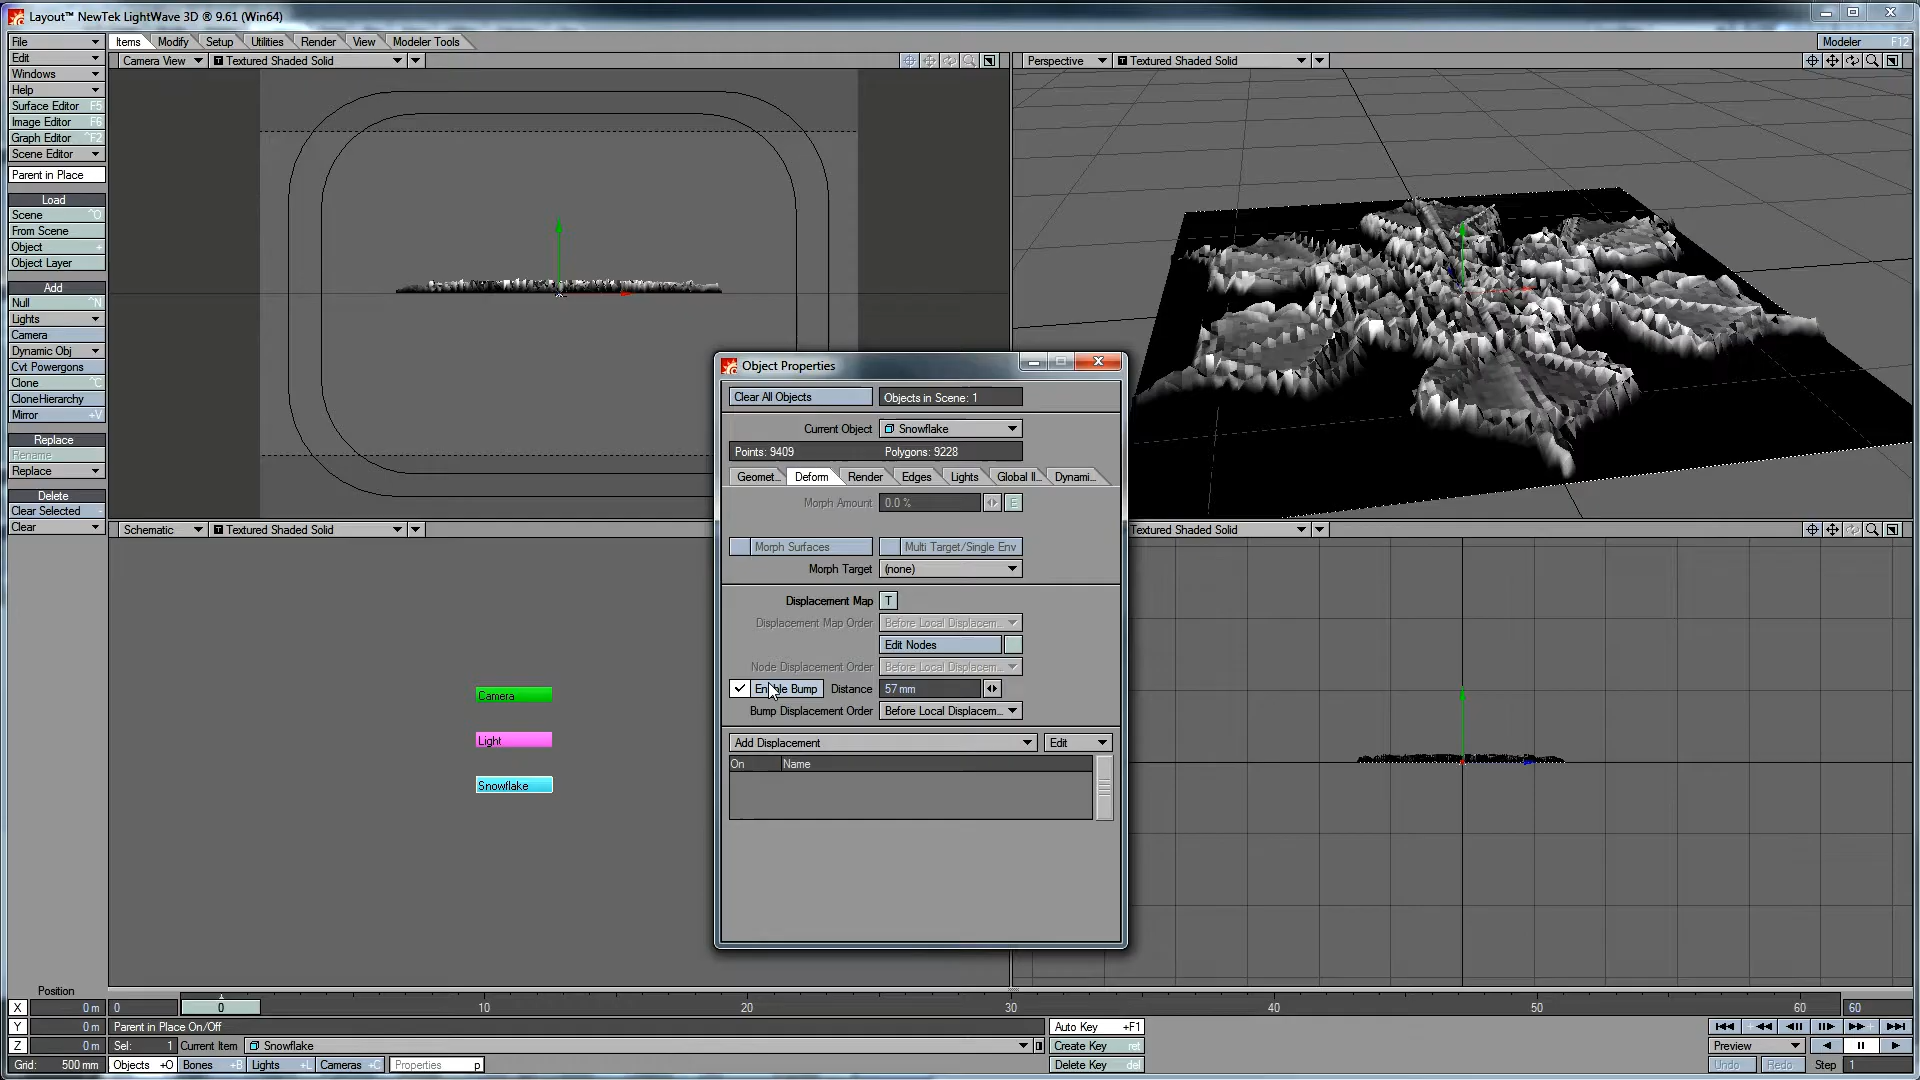 Layout™ NewTek LightWave 3D ® 9.61 (Win64)
File
Items Modify Setup Utilities Render View Modeler Tools
Modeler F12
Edit
Camera View Textured Shaded Solid
Perspective Textured Shaded Solid
Windows
Help
Surface Editor F5
Image Editor F6
Graph Editor ^F2
Scene Editor
Parent in Place
Load
Scene ^O
From Scene
Object +
Object Layer
Add
Null ^N
Lights
Camera
Dynamic Obj
Cvt Powergons
Clone ^C
CloneHierarchy
Mirror +V
Replace
Rename
Replace
Delete
Clear Selected -
Clear
Object Properties
Clear All Objects Objects in Scene: 1
Current Object Snowflake
Points: 9409 Polygons: 9228
Geomet... Deform Render Edges Lights Global Il... Dynami...
Morph Amount 0.0 % E
Morph Surfaces Multi Target/Single Env
Morph Target (none)
Displacement Map T
Displacement Map Order Before Local Displacem...
Edit Nodes
Node Displacement Order Before Local Displacem...
Enable Bump Distance 57 mm
Bump Displacement Order Before Local Displacem...
Add Displacement Edit
On Name
Schematic Textured Shaded Solid
Textured Shaded Solid
Camera
Light
Snowflake
Position
X 0 m 0 0 10 20 30 40 50 60 60
Y 0 m Parent in Place On/Off
Auto Key +F1
Z 0 m Sel: 1 Current Item Snowflake
Create Key ret
Preview
Grid: 500 mm Objects +O Bones +B Lights +L Cameras +C Properties p
Delete Key del
Undo Redo Step 1